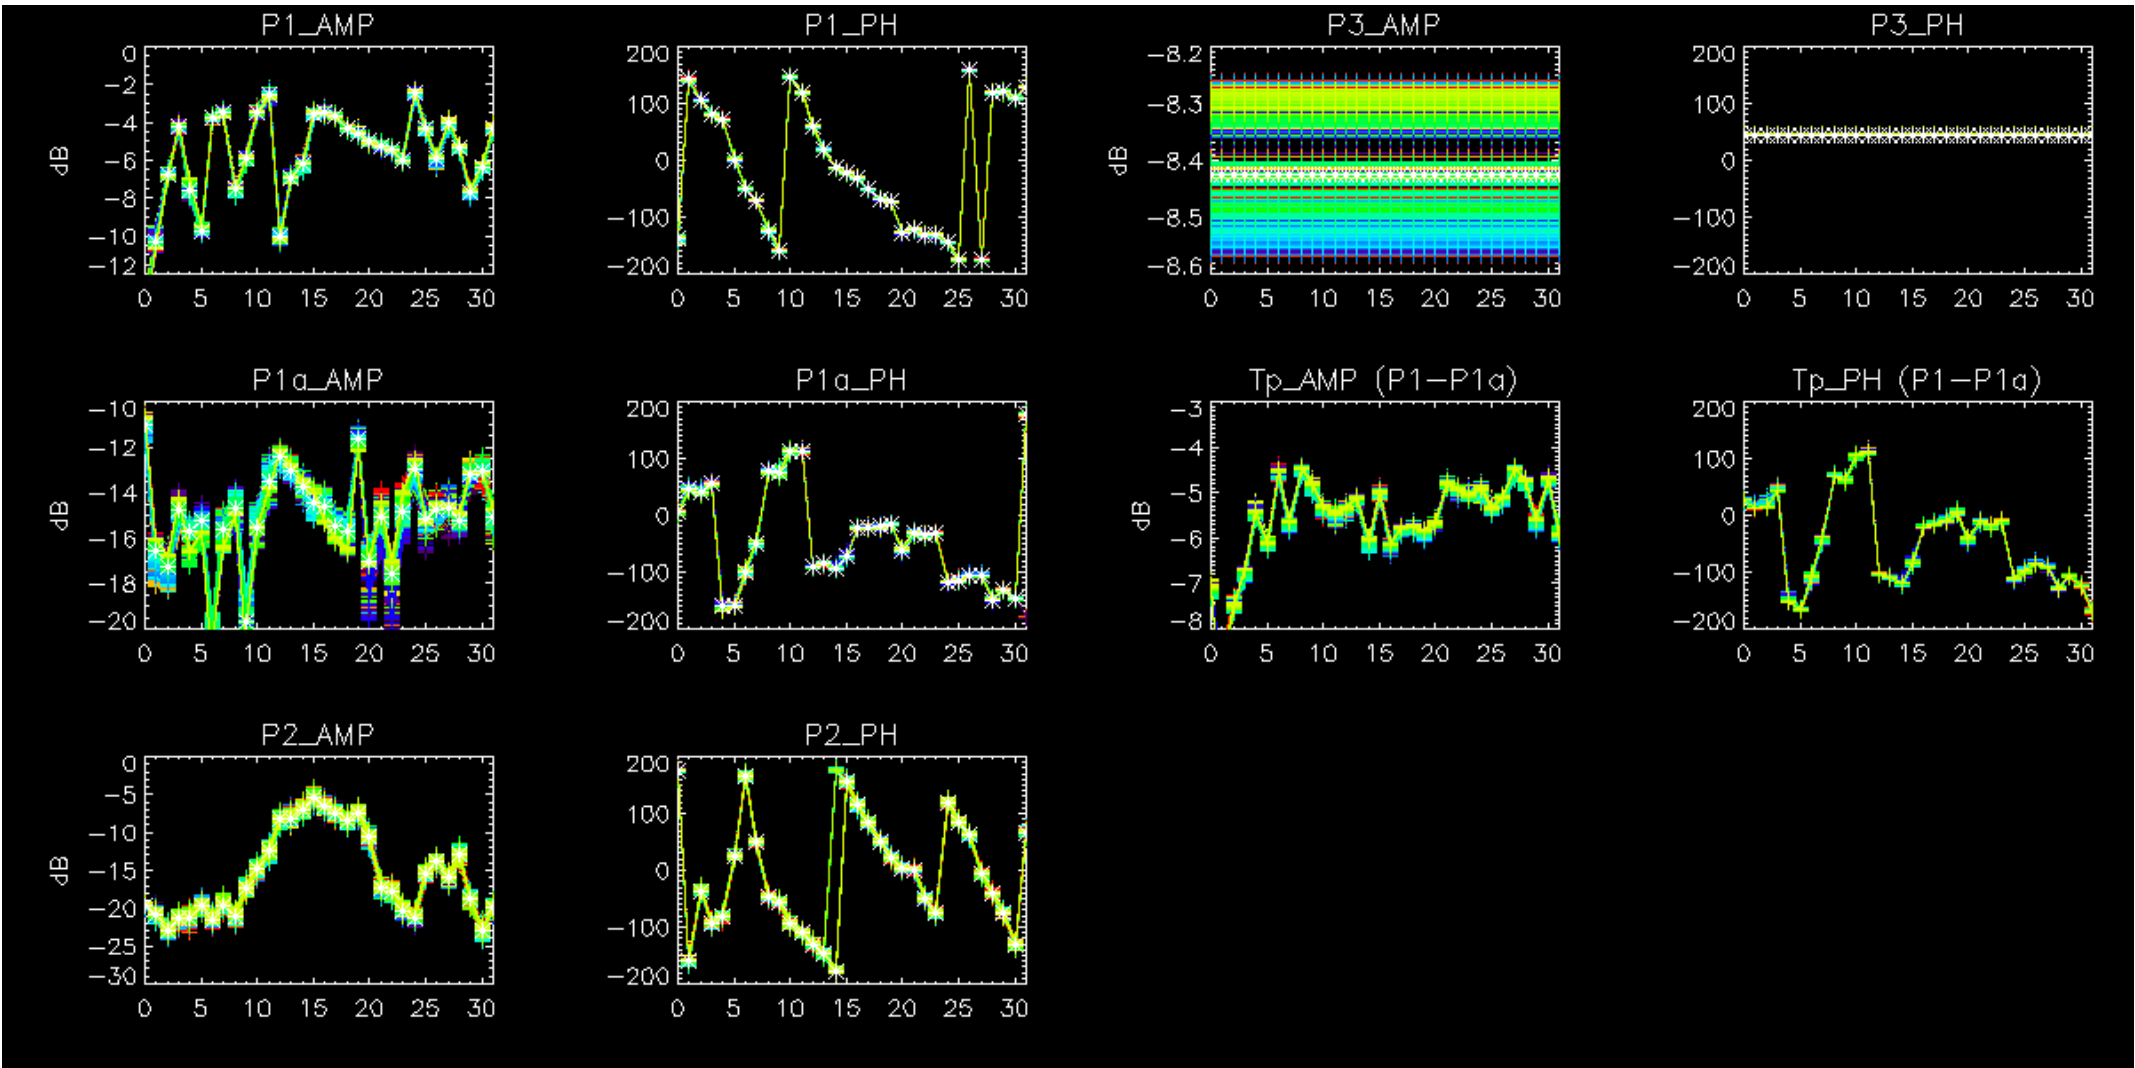 P1_AMP
P1_PH
P3_AMP
P3_PH
0
−2
−4
−6
−8
−10
−12
dB
0 5 10 15 20 25 30
200
100
0
−100
−200
0 5 10 15 20 25 30
−8.2
−8.3
−8.4
−8.5
−8.6
dB
0 5 10 15 20 25 30
200
100
0
−100
−200
0 5 10 15 20 25 30
P1a_AMP
P1a_PH
Tp_AMP (P1−P1a)
Tp_PH (P1−P1a)
−10
−12
−14
−16
−18
−20
dB
0 5 10 15 20 25 30
200
100
0
−100
−200
0 5 10 15 20 25 30
−3
−4
−5
−6
−7
−8
dB
0 5 10 15 20 25 30
200
100
0
−100
−200
0 5 10 15 20 25 30
P2_AMP
P2_PH
0
−5
−10
−15
−20
−25
−30
dB
0 5 10 15 20 25 30
200
100
0
−100
−200
0 5 10 15 20 25 30